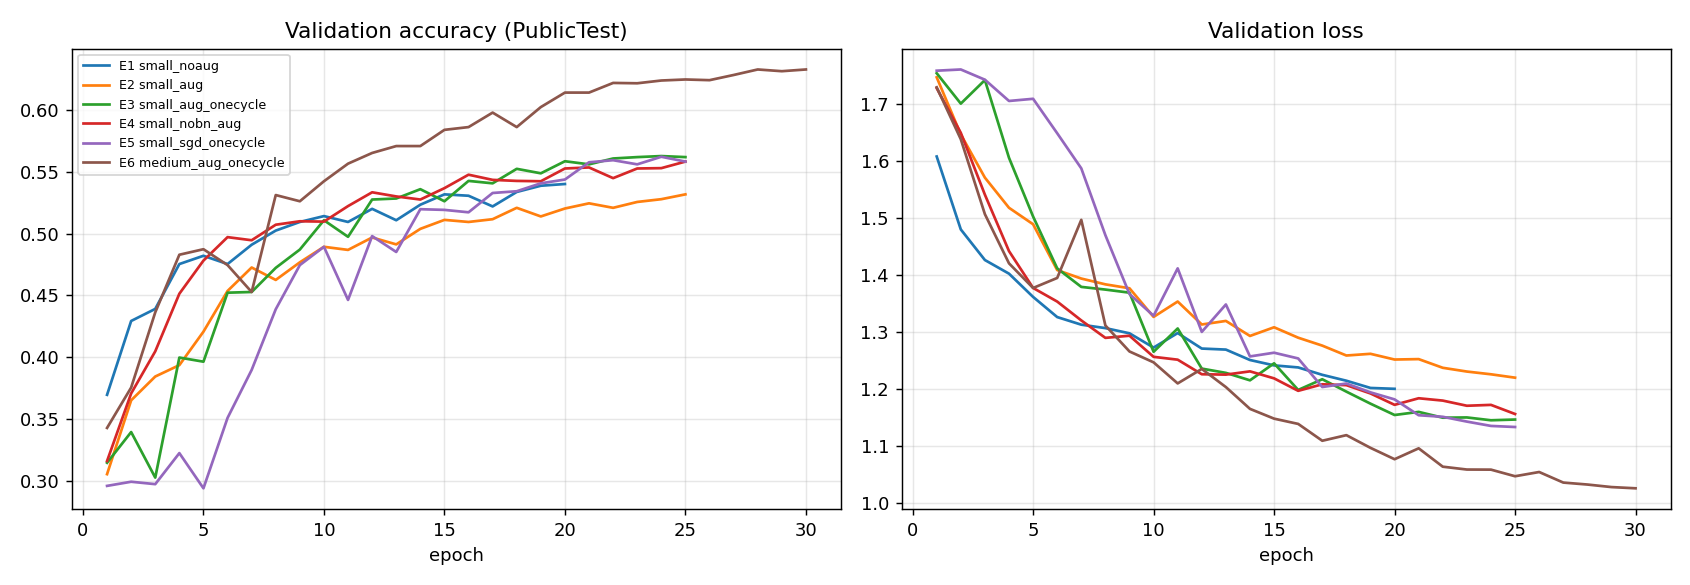 Validation accuracy (PublicTest)
E1 small_noaug
E2 small_aug
E3 small_aug_onecycle
E4 small_nobn_aug
E5 small_sgd_onecycle
E6 medium_aug_onecycle
0.60
0.55
0.50
0.45
0.40
0.35
0.30
0 5 10 15 20 25 30
epoch
Validation loss
1.7
1.6
1.5
1.4
1.3
1.2
1.1
1.0
0 5 10 15 20 25 30
epoch